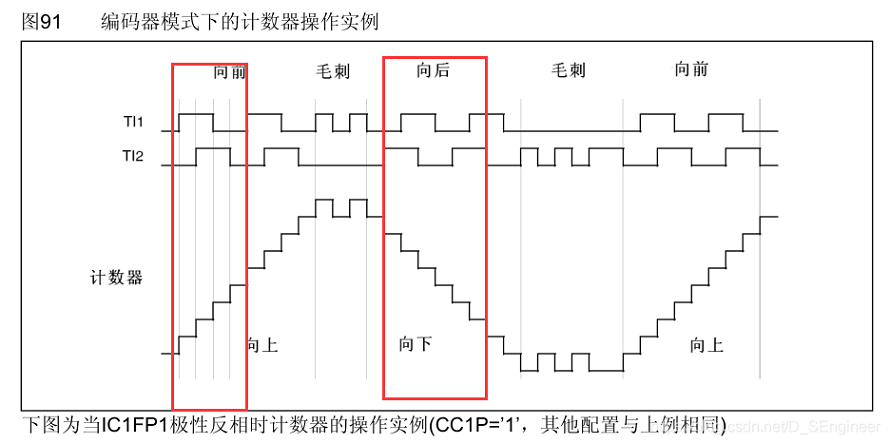 图91 编码器模式下的计数器操作实例
向前 毛刺 向后 毛刺 向前
TI1
TI2
计数器
向上 向下 向上
下图为当IC1FP1极性反相时计数器的操作实例(CC1P='1'，其他配置与上例相同)
csdn.net/D_SEngineer